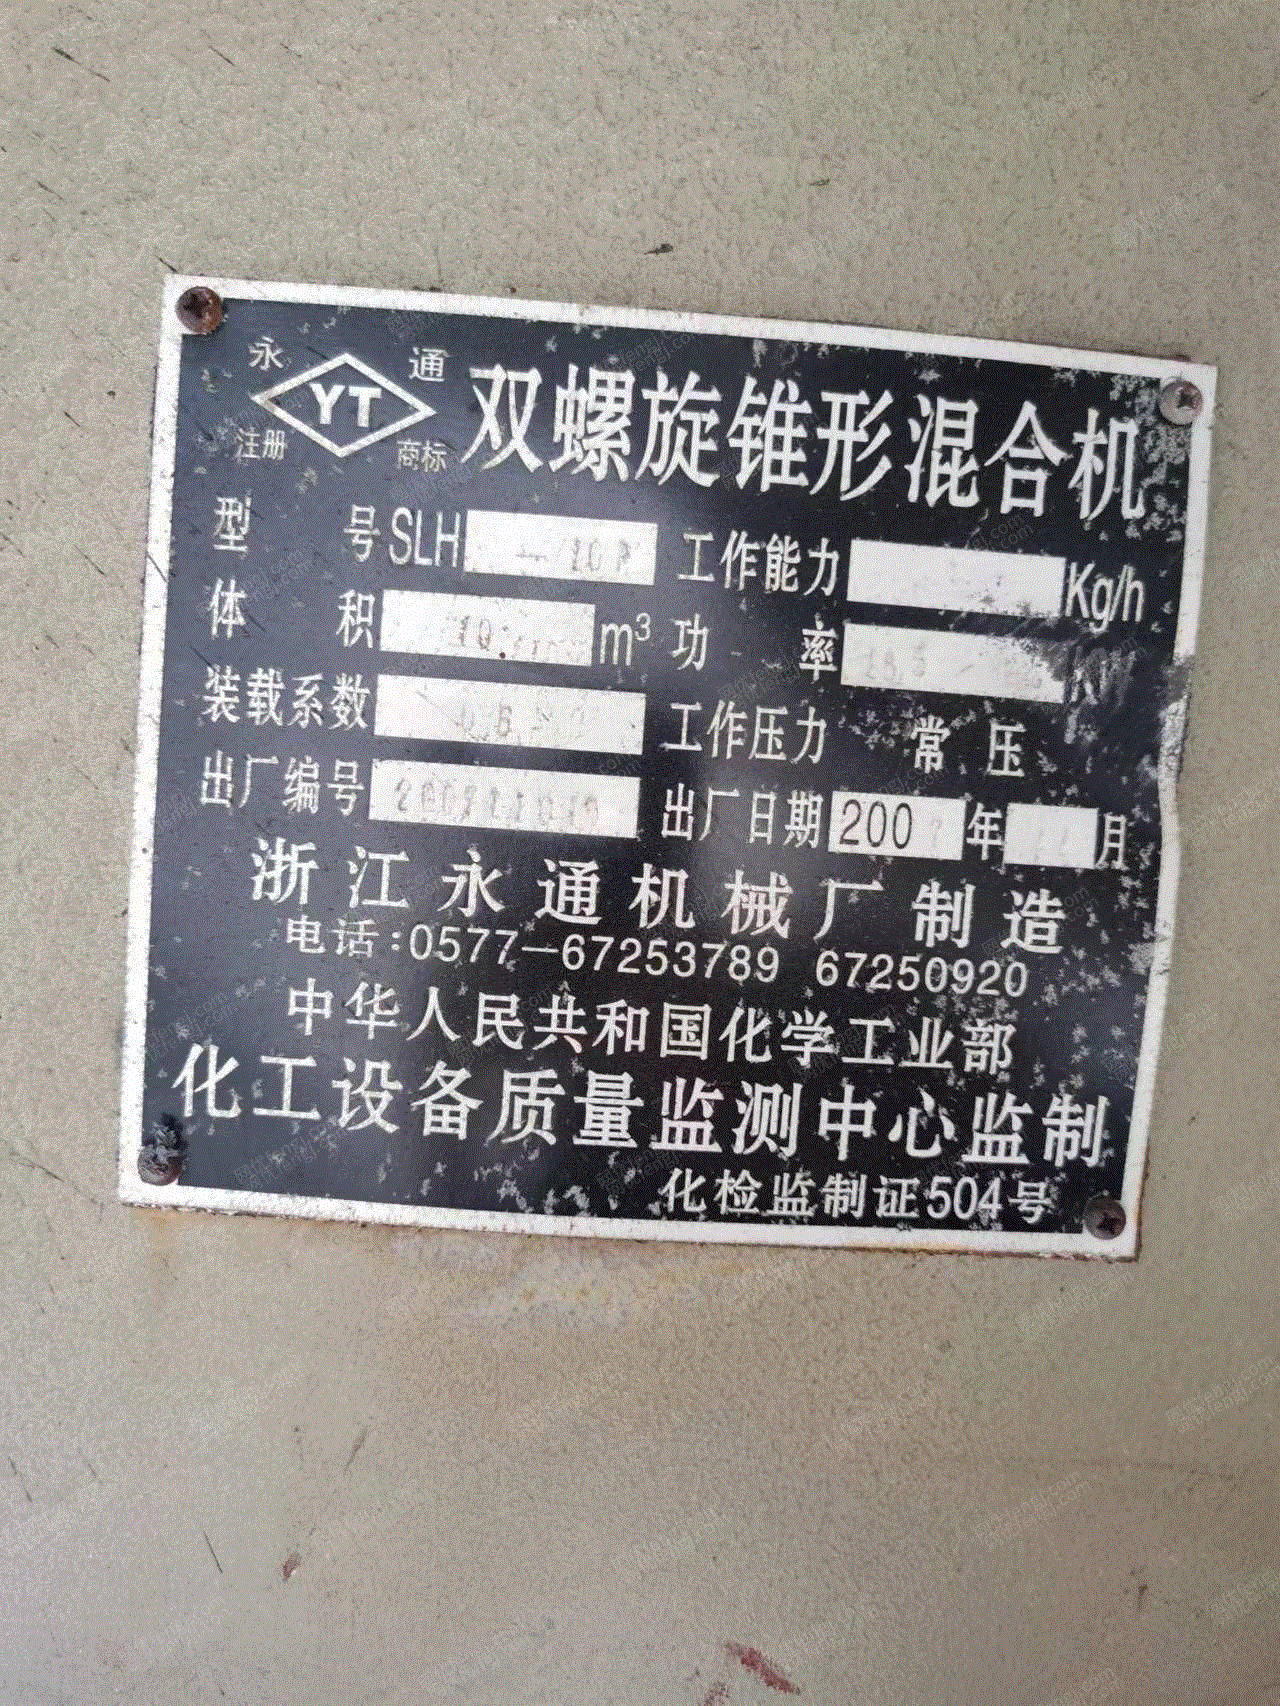 永 通
YT
注册 商标
双螺旋锥形混合机
型 号 SLH 工作能力 Kg/h
体 积 10 m³ 功 率 KW
装载系数 工作压力 常 压
出厂编号 出厂日期 200 年 月
浙江永通机械厂制造
电话:0577-67253789 67250920
中华人民共和国化学工业部
化工设备质量监测中心监制
化检监制证504号